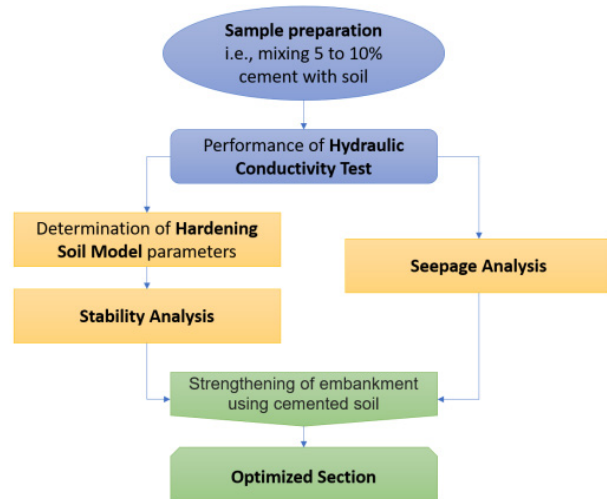 Sample preparation
i.e., mixing 5 to 10%
cement with soil
Performance of Hydraulic
Conductivity Test
Determination of Hardening
Soil Model parameters
Seepage Analysis
Stability Analysis
Strengthening of embankment
using cemented soil
Optimized Section